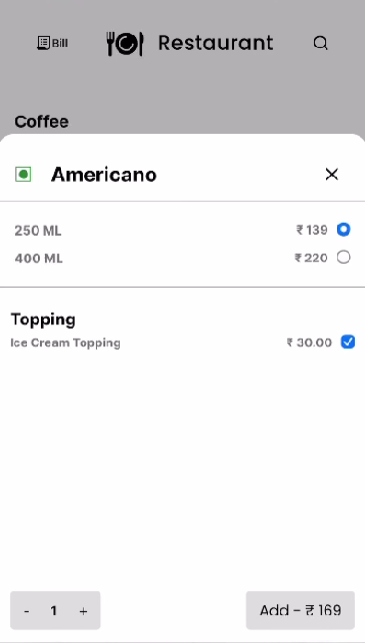 Bill Restaurant
Coffee
Americano
250 ML ₹ 139
400 ML ₹ 220
Topping
Ice Cream Topping ₹ 30.00
- 1 + Add - ₹ 169